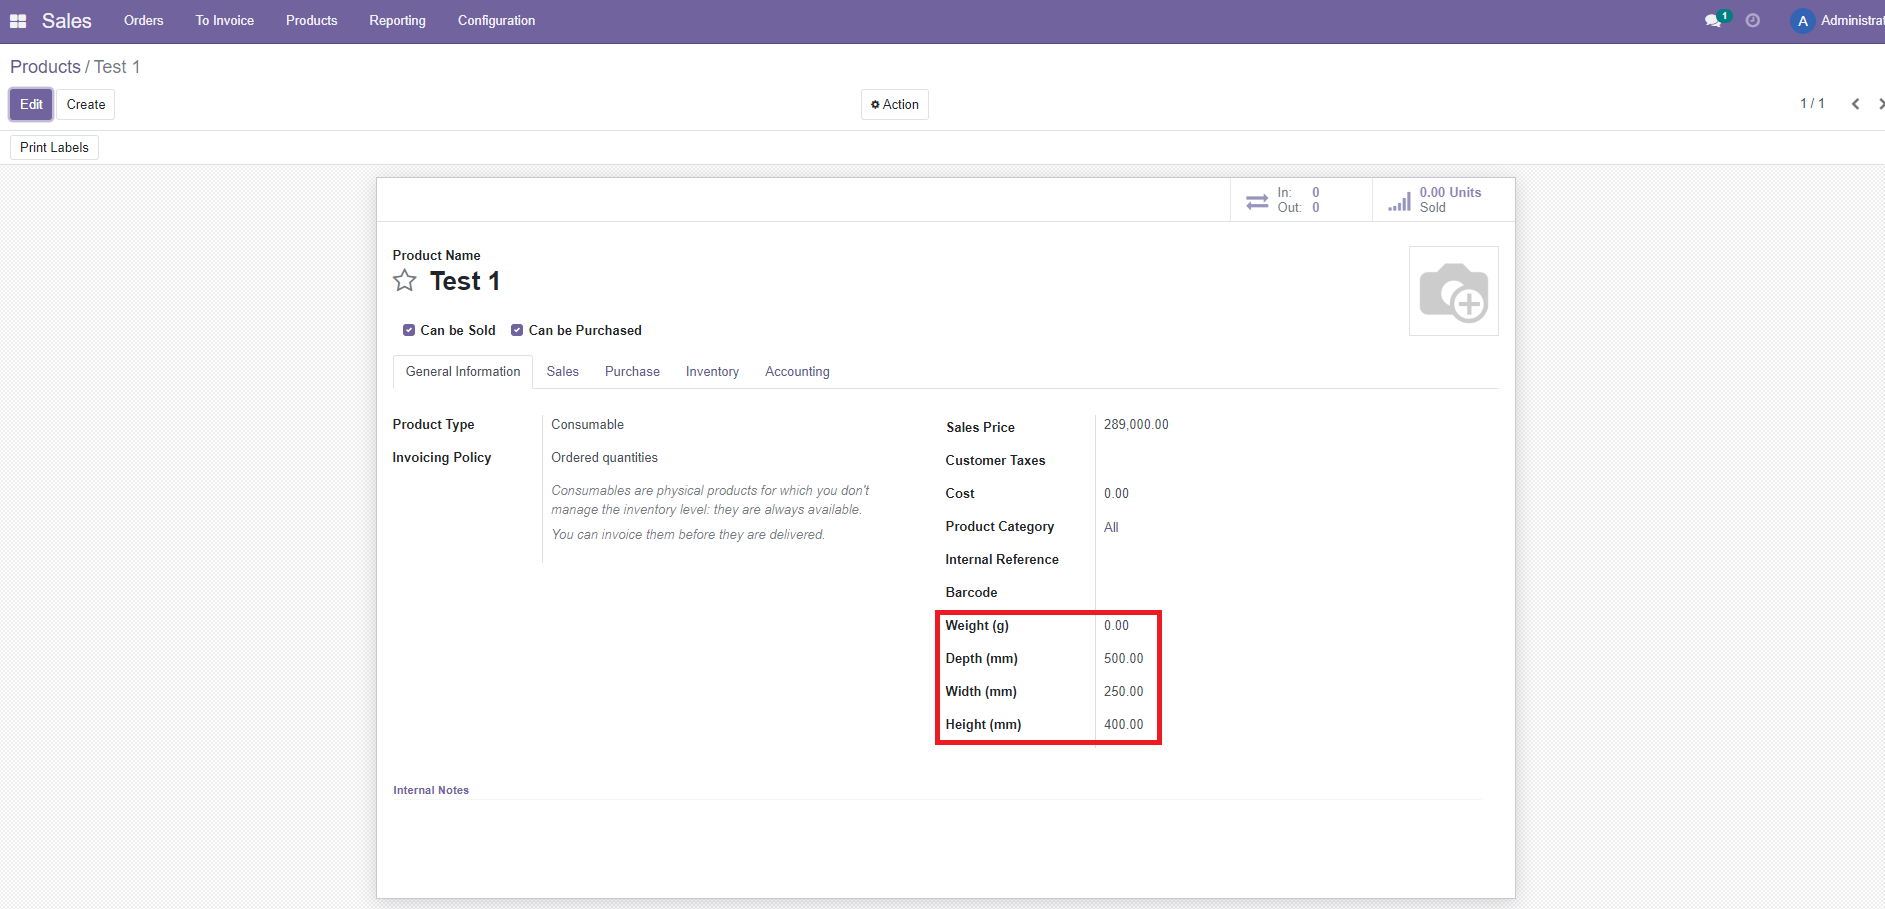 Sales Orders To Invoice Products Reporting Configuration 1 A Administrat
Products / Test 1
Edit Create Action 1 / 1
Print Labels
In: 0 0.00 Units
Out: 0 Sold
Product Name
Test 1
Can be Sold Can be Purchased
General Information Sales Purchase Inventory Accounting
Product Type Consumable
Invoicing Policy Ordered quantities
Consumables are physical products for which you don't
manage the inventory level: they are always available.
You can invoice them before they are delivered.
Sales Price 289,000.00
Customer Taxes
Cost 0.00
Product Category All
Internal Reference
Barcode
Weight (g) 0.00
Depth (mm) 500.00
Width (mm) 250.00
Height (mm) 400.00
Internal Notes